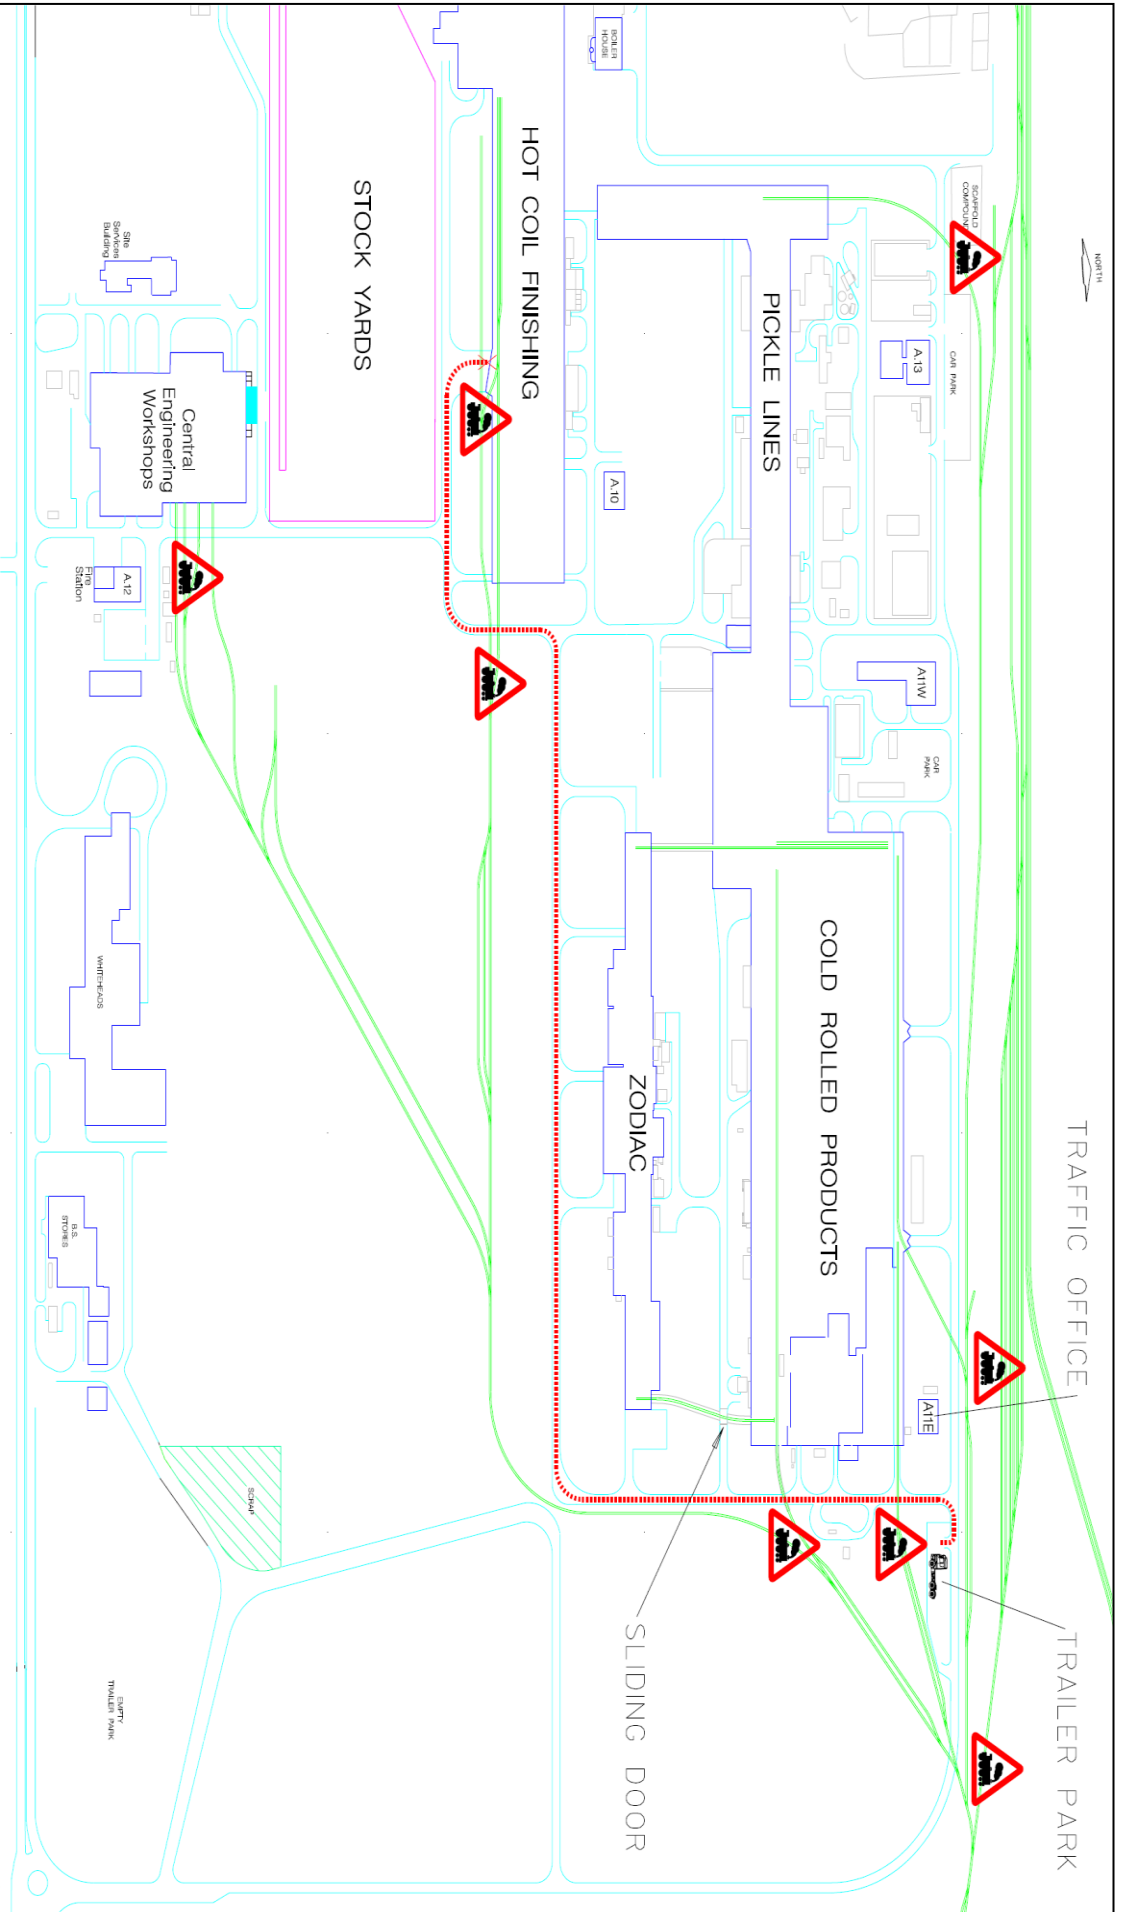 NORTH
BOILER
HOUSE
SCAFFOLD
COMPOUND
HOT COIL FINISHING
STOCK YARDS
Site
Services
Building
PICKLE LINES
A.13
CAR PARK
Central
Engineering
Workshops
A.10
A.12
Fire
Station
A11W
CAR
PARK
COLD ROLLED PRODUCTS
ZODIAC
WHITEHEADS
B.S.
STORES
TRAFFIC OFFICE
A11E
SCRAP
SLIDING DOOR
TRAILER PARK
EMPTY
TRAILER PARK